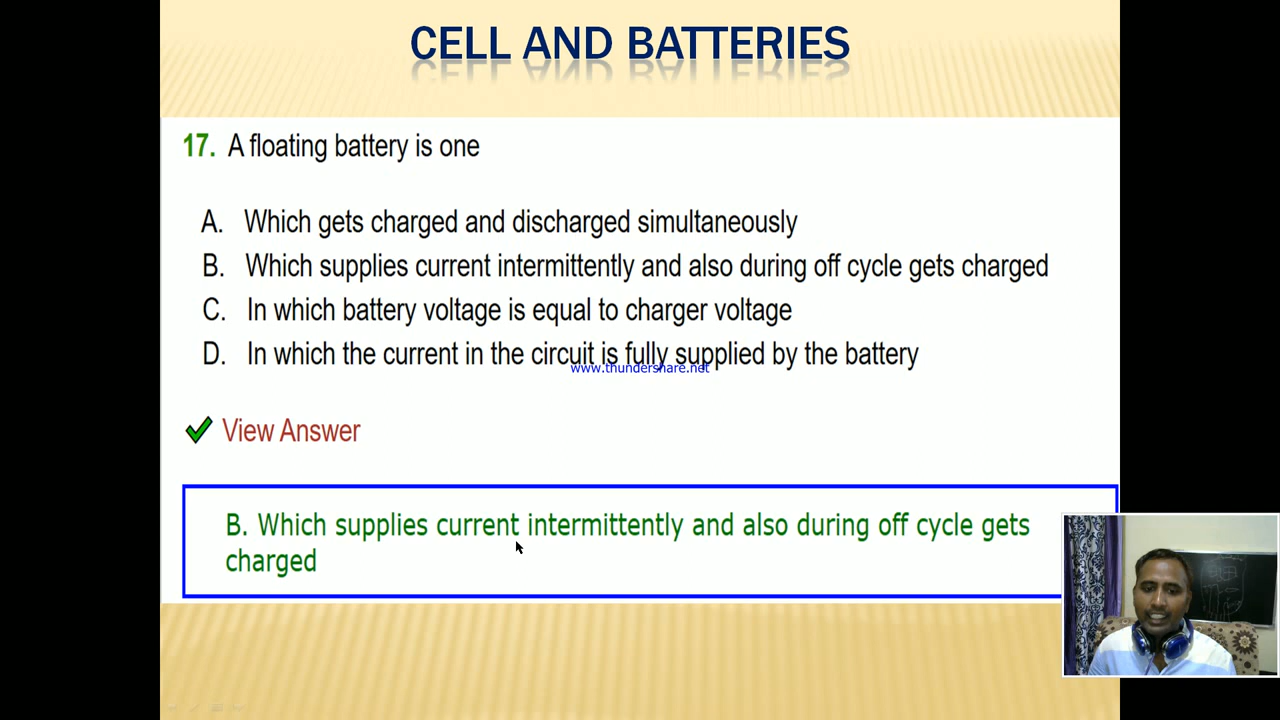 CELL AND BATTERIES
17. A floating battery is one
A. Which gets charged and discharged simultaneously
B. Which supplies current intermittently and also during off cycle gets charged
C. In which battery voltage is equal to charger voltage
D. In which the current in the circuit is fully supplied by the battery
www.thundershare.net
View Answer
B. Which supplies current intermittently and also during off cycle gets
charged